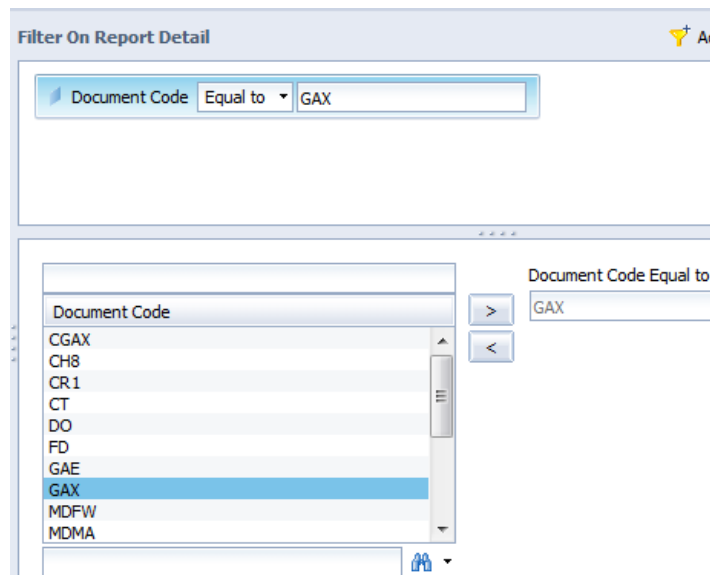 Filter On Report Detail
Document Code Equal to GAX
Document Code Equal to
Document Code
>
GAX
<
CGAX
CH8
CR1
CT
DO
FD
GAE
GAX
MDFW
MDMA